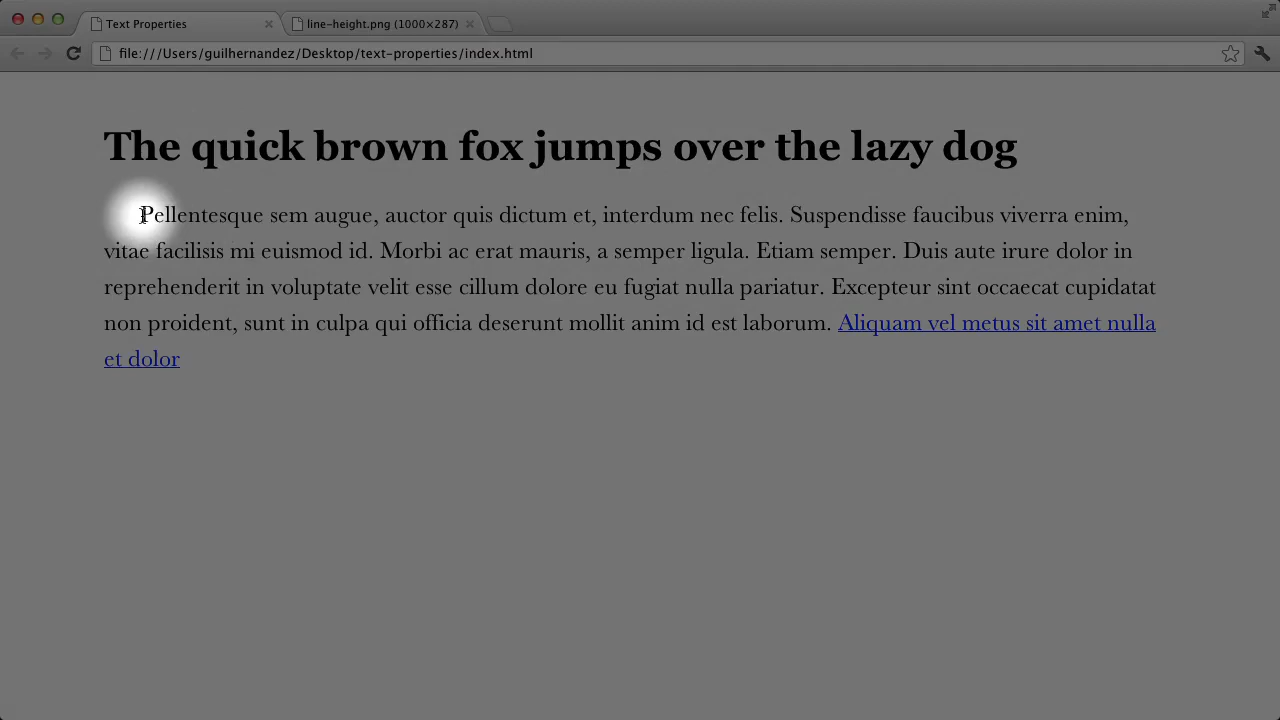 Text Properties
line-height.png (1000×287)
file:///Users/guilhernandez/Desktop/text-properties/index.html
The quick brown fox jumps over the lazy dog
Pellentesque sem augue, auctor quis dictum et, interdum nec felis. Suspendisse faucibus viverra enim,
vitae facilisis mi euismod id. Morbi ac erat mauris, a semper ligula. Etiam semper. Duis aute irure dolor in
reprehenderit in voluptate velit esse cillum dolore eu fugiat nulla pariatur. Excepteur sint occaecat cupidatat
non proident, sunt in culpa qui officia deserunt mollit anim id est laborum. Aliquam vel metus sit amet nulla
et dolor